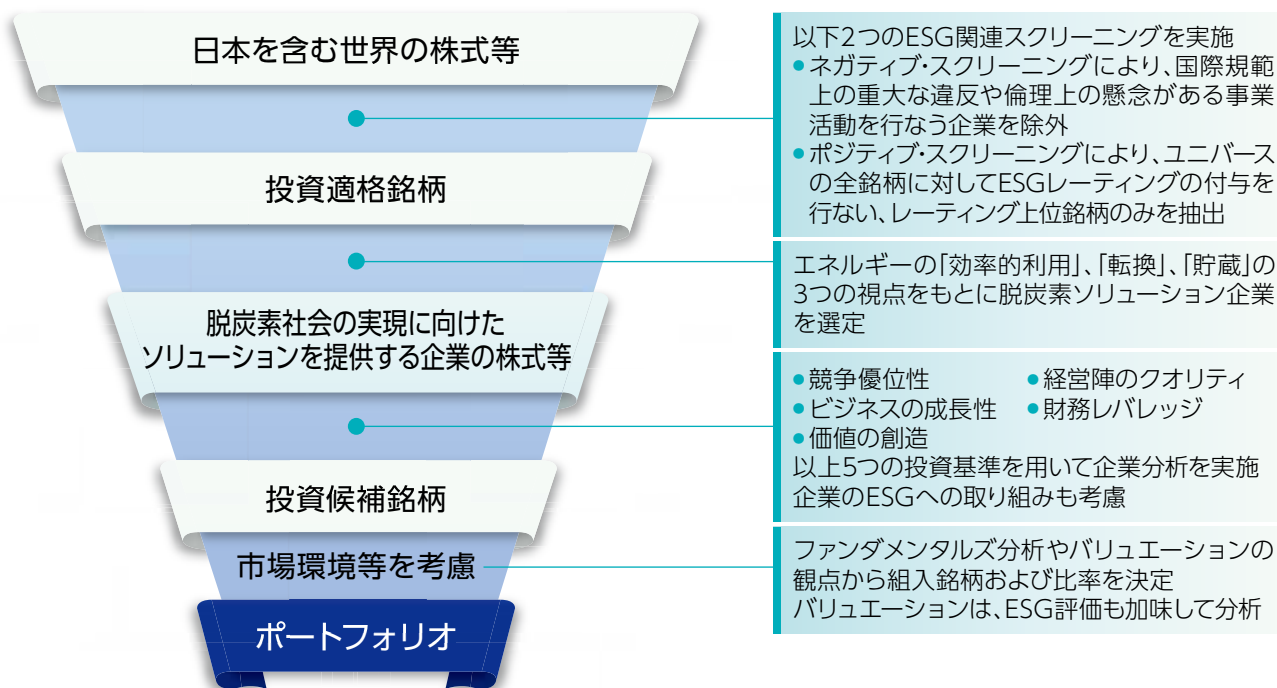 日本を含む世界の株式等
以下2つのESG関連スクリーニングを実施
●ネガティブ・スクリーニングにより、国際規範
上の重大な違反や倫理上の懸念がある事業
活動を行なう企業を除外
●ポジティブ・スクリーニングにより、ユニバース
の全銘柄に対してESGレーティングの付与を
行ない、レーティング上位銘柄のみを抽出
投資適格銘柄
エネルギーの「効率的利用」、「転換」、「貯蔵」の
3つの視点をもとに脱炭素ソリューション企業
を選定
脱炭素社会の実現に向けた
ソリューションを提供する企業の株式等
●競争優位性 ●経営陣のクオリティ
●ビジネスの成長性 ●財務レバレッジ
●価値の創造
以上5つの投資基準を用いて企業分析を実施
企業のESGへの取り組みも考慮
投資候補銘柄
市場環境等を考慮
ファンダメンタルズ分析やバリュエーションの
観点から組入銘柄および比率を決定
バリュエーションは、ESG評価も加味して分析
ポートフォリオ